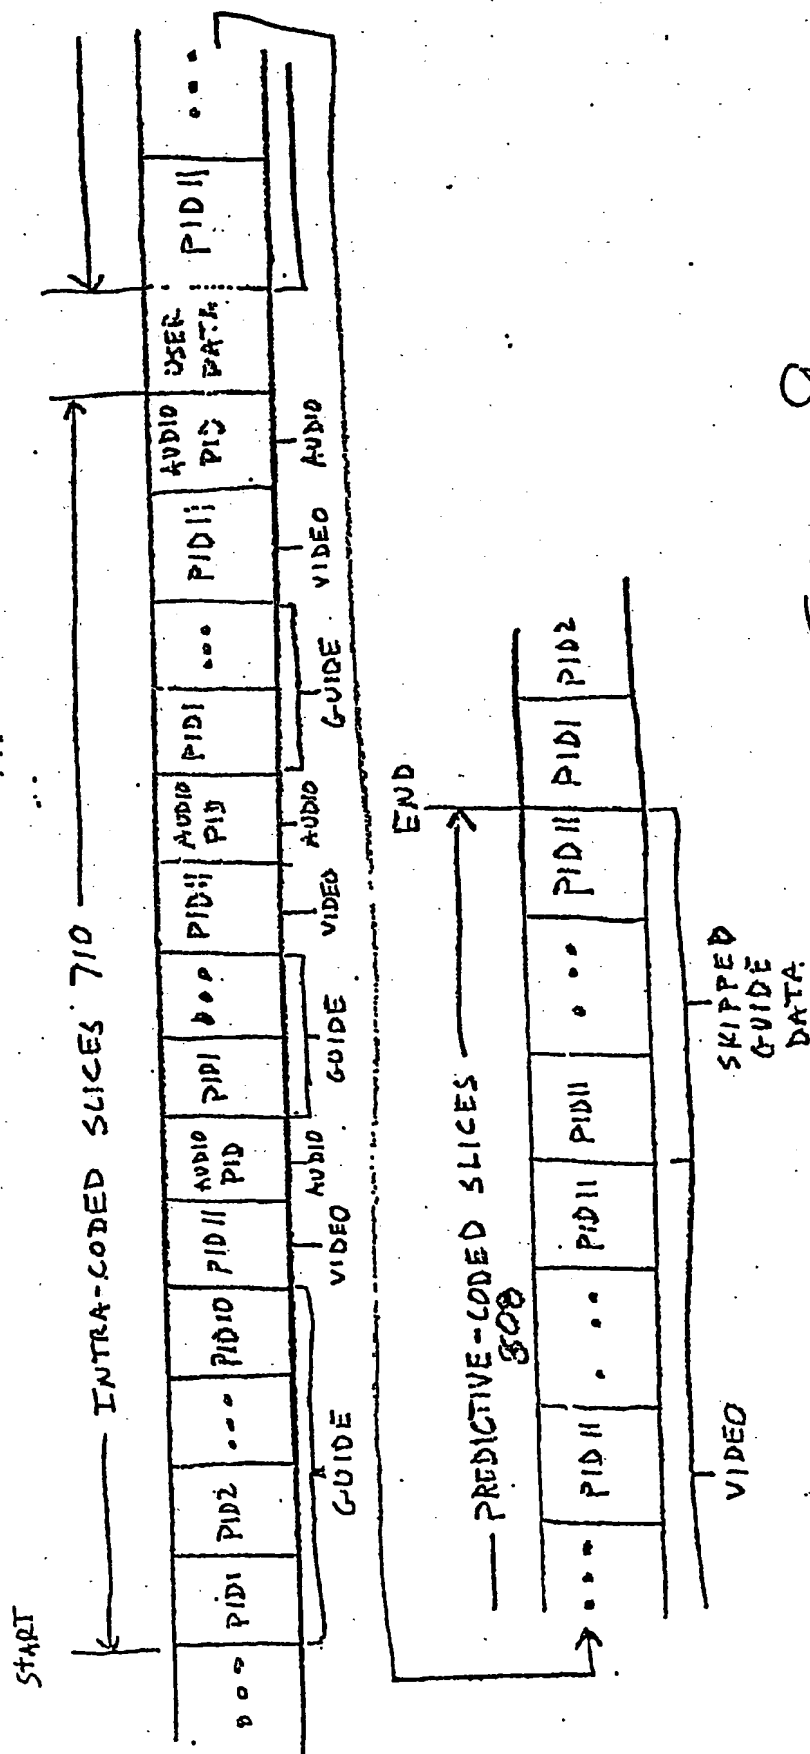 START
INTRA-CODED SLICES 710
... PID1 PID2 ... PID10 PID11 AUDIO PID PID1 ... PID11 AUDIO PID PID1 ... PID11 AUDIO PID USER DATA PID11 ...
GUIDE VIDEO AUDIO GUIDE VIDEO AUDIO GUIDE VIDEO AUDIO
PREDICTIVE-CODED SLICES
808
END
... PID11 ... PID11 PID11 ... PID11 PID1 PID2
VIDEO
SKIPPED
GUIDE
DATA